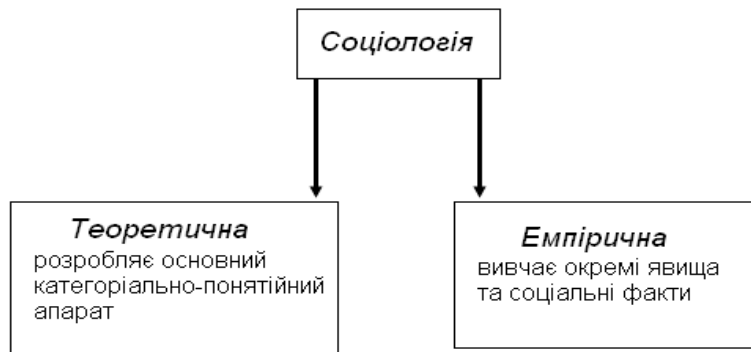 Соціологія
Теоретична
розробляє основний
категоріально-понятійний
апарат
Емпірична
вивчає окремі явища
та соціальні факти